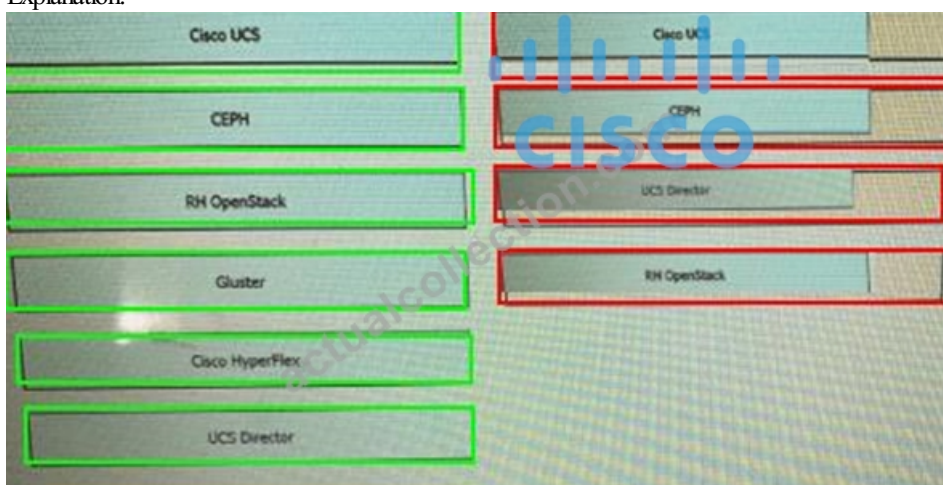 Explanation:
Cisco UCS
CEPH
RH OpenStack
Gluster
Cisco HyperFlex
UCS Director
Cisco UCS
CEPH
UCS Director
RH OpenStack
CISCO